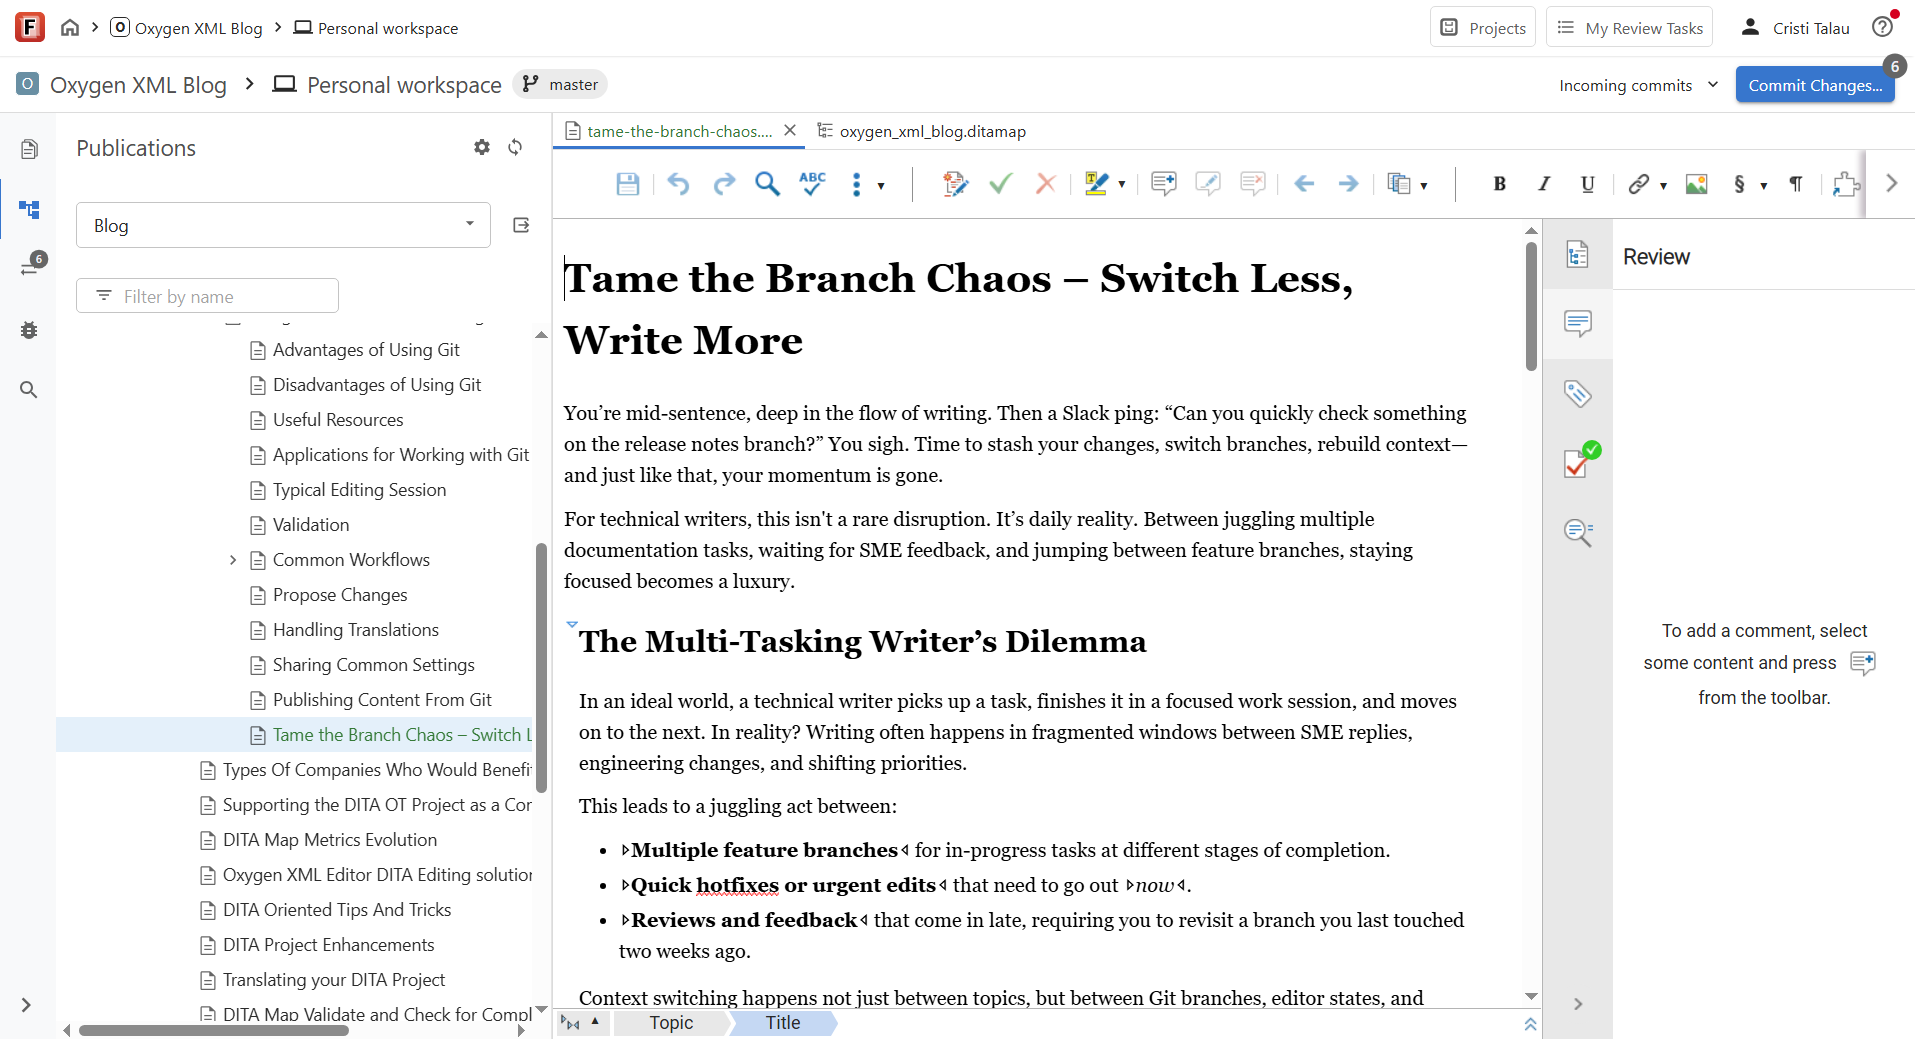 F
O Oxygen XML Blog
Personal workspace
Projects
My Review Tasks
Cristi Talau
O Oxygen XML Blog
Personal workspace
master
Incoming commits
Commit Changes...
6
Publications
Blog
Filter by name
6
Advantages of Using Git
Disadvantages of Using Git
Useful Resources
Applications for Working with Git
Typical Editing Session
Validation
Common Workflows
Propose Changes
Handling Translations
Sharing Common Settings
Publishing Content From Git
Tame the Branch Chaos – Switch L
Types Of Companies Who Would Benefi
Supporting the DITA OT Project as a Cor
DITA Map Metrics Evolution
Oxygen XML Editor DITA Editing solution
DITA Oriented Tips And Tricks
DITA Project Enhancements
Translating your DITA Project
DITA Map Validate and Check for Compl
tame-the-branch-chaos....
oxygen_xml_blog.ditamap
ABC
T
B I U
§ ¶
Tame the Branch Chaos – Switch Less,
Write More
You’re mid-sentence, deep in the flow of writing. Then a Slack ping: “Can you quickly check something
on the release notes branch?” You sigh. Time to stash your changes, switch branches, rebuild context—
and just like that, your momentum is gone.
For technical writers, this isn't a rare disruption. It’s daily reality. Between juggling multiple
documentation tasks, waiting for SME feedback, and jumping between feature branches, staying
focused becomes a luxury.
The Multi-Tasking Writer’s Dilemma
In an ideal world, a technical writer picks up a task, finishes it in a focused work session, and moves
on to the next. In reality? Writing often happens in fragmented windows between SME replies,
engineering changes, and shifting priorities.
This leads to a juggling act between:
• Multiple feature branches for in-progress tasks at different stages of completion.
• Quick hotfixes or urgent edits that need to go out now.
• Reviews and feedback that come in late, requiring you to revisit a branch you last touched
two weeks ago.
Context switching happens not just between topics, but between Git branches, editor states, and
Topic
Title
Review
To add a comment, select
some content and press
from the toolbar.